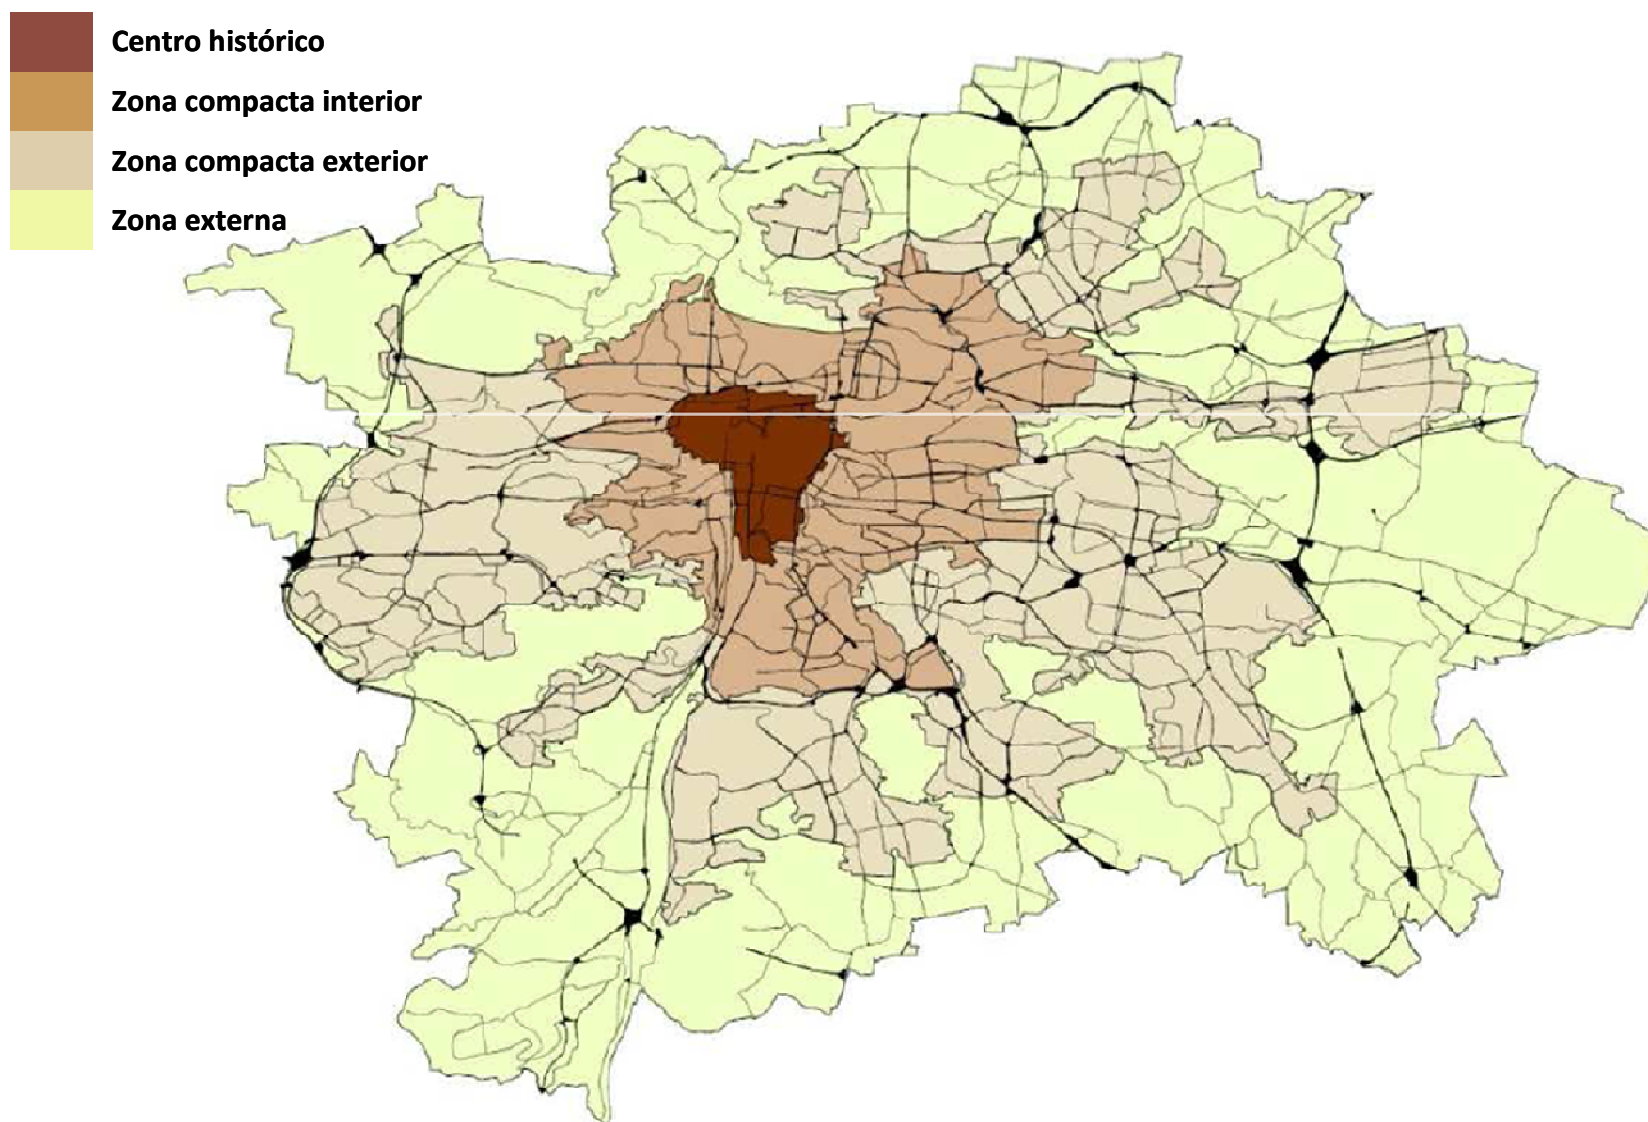 Centro histórico
Zona compacta interior
Zona compacta exterior
Zona externa